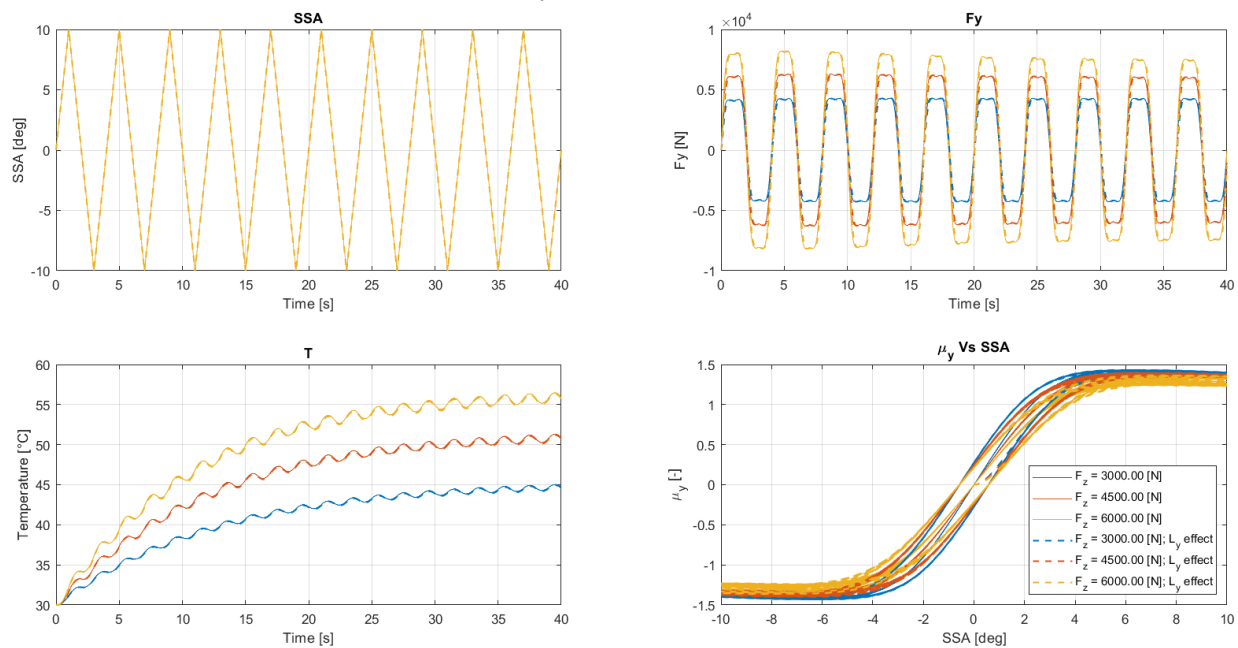 SSA
10
5
0
-5
-10
SSA [deg]
0 5 10 15 20 25 30 35 40
Time [s]
Fy
×10⁴
1
0.5
0
-0.5
-1
Fy [N]
0 5 10 15 20 25 30 35 40
Time [s]
T
60
55
50
45
40
35
30
Temperature [°C]
0 5 10 15 20 25 30 35 40
Time [s]
μy Vs SSA
1.5
1
0.5
0
-0.5
-1
-1.5
μy [-]
-10 -8 -6 -4 -2 0 2 4 6 8 10
SSA [deg]
Fz = 3000.00 [N]
Fz = 4500.00 [N]
Fz = 6000.00 [N]
Fz = 3000.00 [N]; Ly effect
Fz = 4500.00 [N]; Ly effect
Fz = 6000.00 [N]; Ly effect